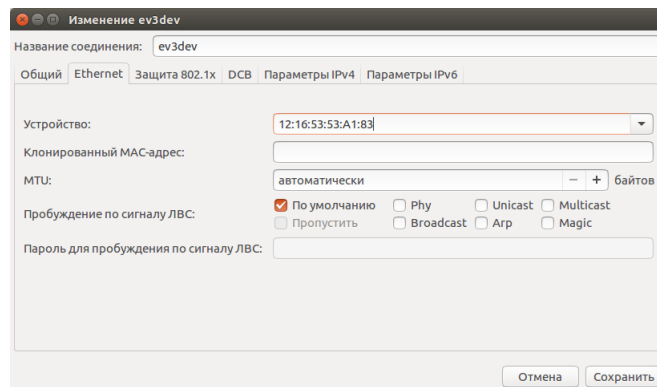 Изменение ev3dev
Название соединения: ev3dev
Общий Ethernet Защита 802.1x DCB Параметры IPv4 Параметры IPv6
Устройство: 12:16:53:53:A1:83
Клонированный MAC-адрес:
MTU: автоматически − + байтов
Пробуждение по сигналу ЛВС: По умолчанию Phy Unicast Multicast
Пропустить Broadcast Arp Magic
Пароль для пробуждения по сигналу ЛВС:
Отмена Сохранить